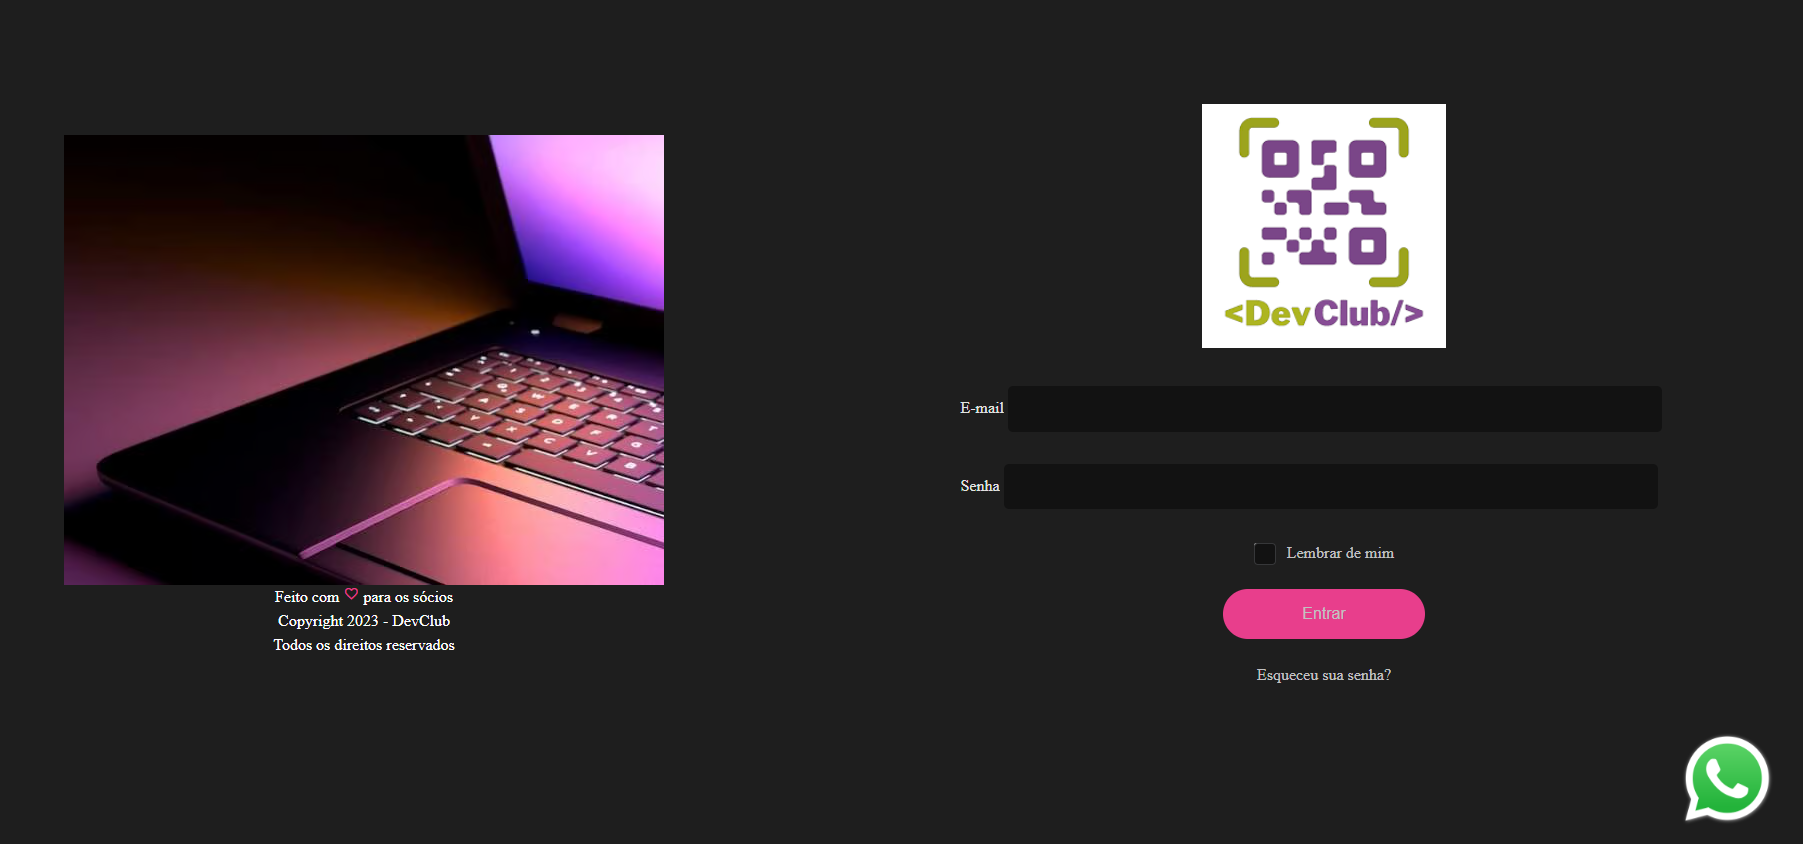 Feito com ♡ para os sócios
Copyright 2023 - DevClub
Todos os direitos reservados
<DevClub/>
E-mail
Senha
Lembrar de mim
Entrar
Esqueceu sua senha?